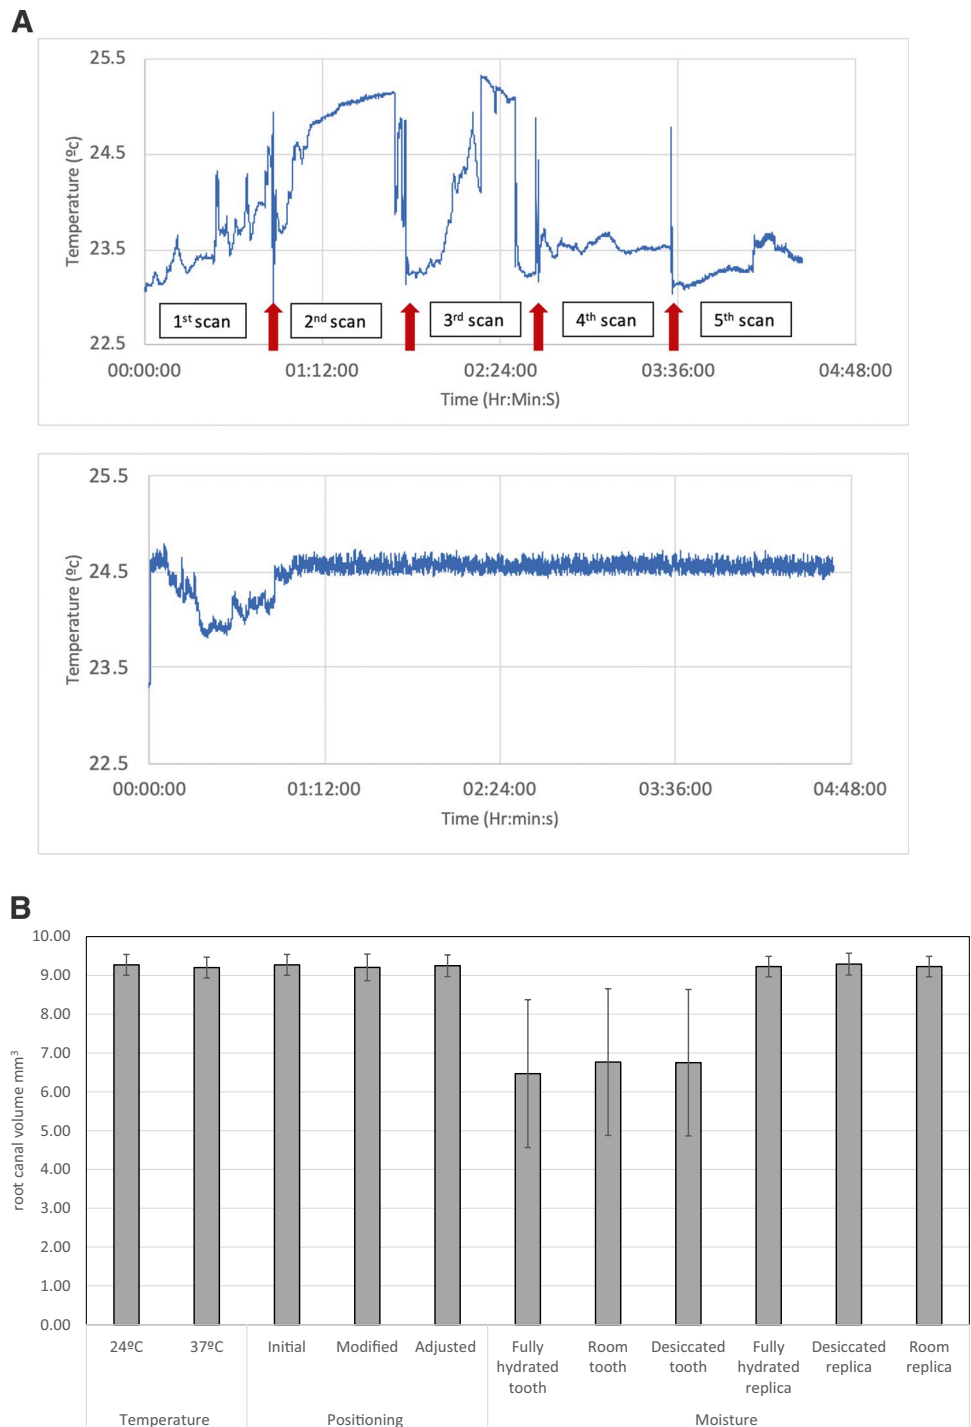 A
25.5
24.5
23.5
22.5
Temperature (ºc)
1st scan
2nd scan
3rd scan
4th scan
5th scan
00:00:00 01:12:00 02:24:00 03:36:00 04:48:00
Time (Hr:Min:S)
25.5
24.5
23.5
22.5
Temperature (ºc)
00:00:00 01:12:00 02:24:00 03:36:00 04:48:00
Time (Hr:min:s)
B
10.00
9.00
8.00
7.00
6.00
5.00
4.00
3.00
2.00
1.00
0.00
root canal volume mm³
24ºC
37ºC
Initial
Modified
Adjusted
Fully
hydrated
tooth
Room
tooth
Desiccated
tooth
Fully
hydrated
replica
Desiccated
replica
Room
replica
Temperature
Positioning
Moisture